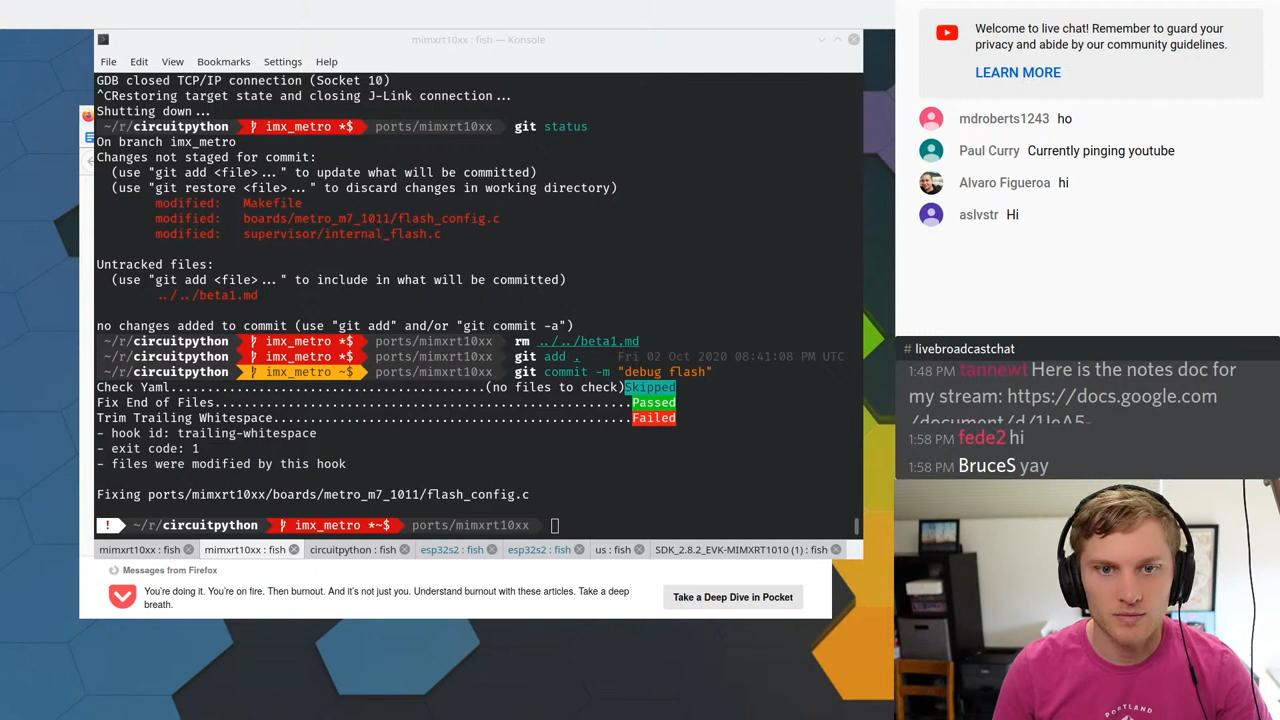 mimxrt10xx : fish — Konsole
File Edit View Bookmarks Settings Help
GDB closed TCP/IP connection (Socket 10)
^CRestoring target state and closing J-Link connection...
Shutting down...
~/r/circuitpython imx_metro *$ ports/mimxrt10xx git status
On branch imx_metro
Changes not staged for commit:
(use "git add <file>..." to update what will be committed)
(use "git restore <file>..." to discard changes in working directory)
modified: Makefile
modified: boards/metro_m7_1011/flash_config.c
modified: supervisor/internal_flash.c
Untracked files:
(use "git add <file>..." to include in what will be committed)
../../beta1.md
no changes added to commit (use "git add" and/or "git commit -a")
~/r/circuitpython imx_metro *$ ports/mimxrt10xx rm ../../beta1.md
~/r/circuitpython imx_metro *$ ports/mimxrt10xx git add . Fri 02 Oct 2020 08:41:08 PM UTC
~/r/circuitpython imx_metro ~$ ports/mimxrt10xx git commit -m "debug flash"
Check Yaml...............................................(no files to check)Skipped
Fix End of Files.........................................................Passed
Trim Trailing Whitespace.................................................Failed
- hook id: trailing-whitespace
- exit code: 1
- files were modified by this hook
Fixing ports/mimxrt10xx/boards/metro_m7_1011/flash_config.c
! ~/r/circuitpython imx_metro *~$ ports/mimxrt10xx
mimxrt10xx : fish mimxrt10xx : fish circuitpython : fish esp32s2 : fish esp32s2 : fish us : fish SDK_2.8.2_EVK-MIMXRT1010 (1) : fish
Messages from Firefox
You're doing it. You're on fire. Then burnout. And it's not just you. Understand burnout with these articles. Take a deep
breath.
Take a Deep Dive in Pocket
Welcome to live chat! Remember to guard your
privacy and abide by our community guidelines.
LEARN MORE
mdroberts1243 ho
Paul Curry Currently pinging youtube
Alvaro Figueroa hi
aslvstr Hi
# livebroadcastchat
1:48 PM tannewt Here is the notes doc for
my stream: https://docs.google.com
1:58 PM fede2 hi
1:58 PM BruceS yay
PORTLAND